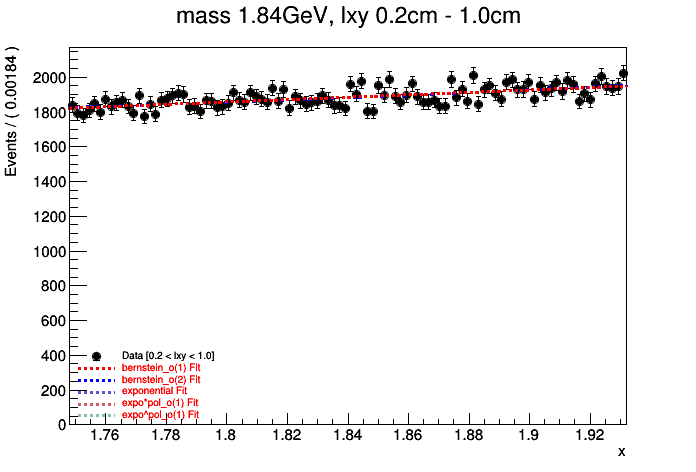 mass 1.84GeV, lxy 0.2cm - 1.0cm
Events / ( 0.00184 )
2000
1800
1600
1400
1200
1000
800
600
400
200
0
Data [0.2 < lxy < 1.0]
bernstein_o(1) Fit
bernstein_o(2) Fit
exponential Fit
expo*pol_o(1) Fit
expo^pol_o(1) Fit
1.76 1.78 1.8 1.82 1.84 1.86 1.88 1.9 1.92
x